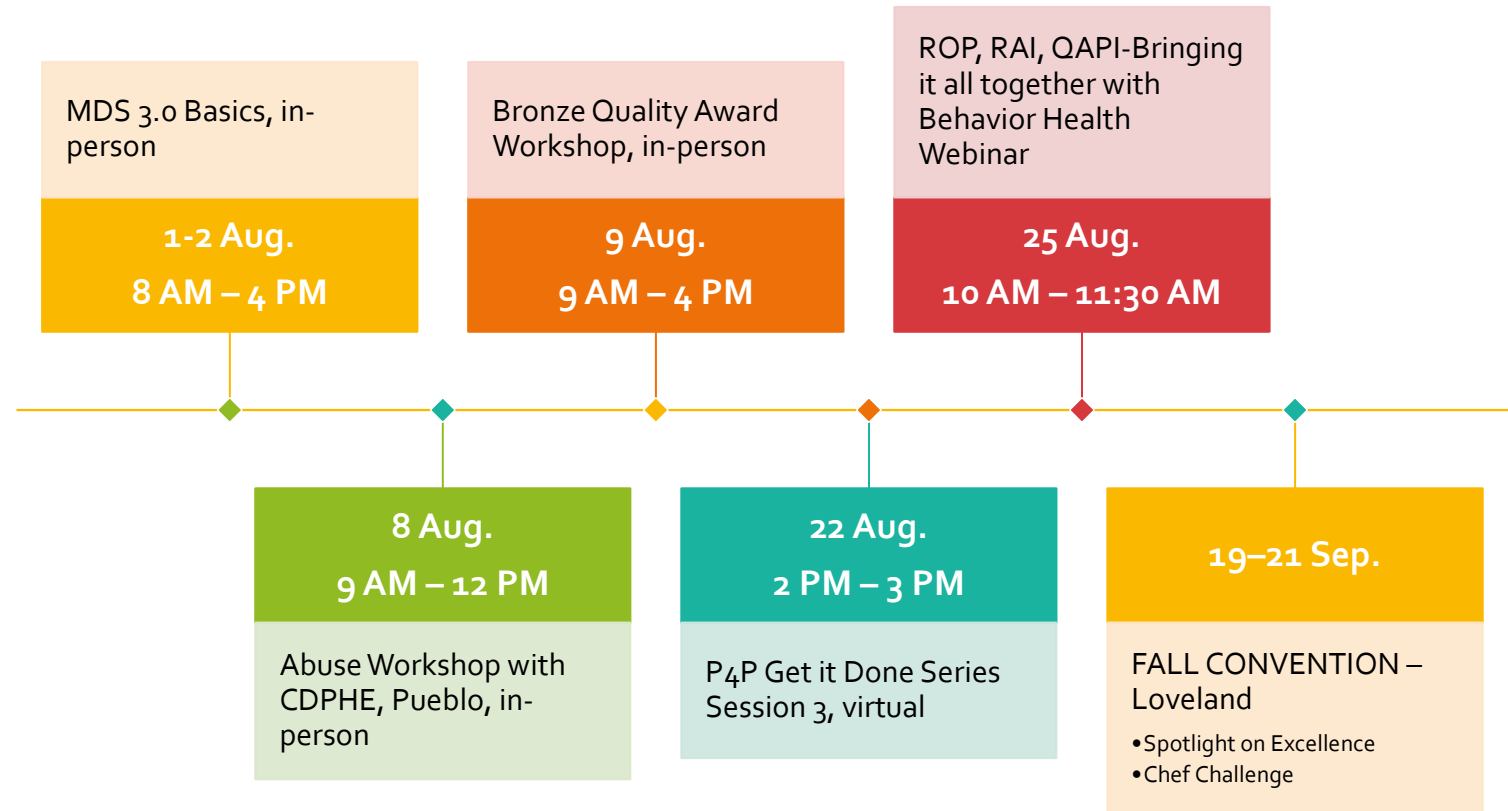 MDS 3.0 Basics, in-
person
1-2 Aug.
8 AM – 4 PM
8 Aug.
9 AM – 12 PM
Abuse Workshop with
CDPHE, Pueblo, in-
person
Bronze Quality Award
Workshop, in-person
9 Aug.
9 AM – 4 PM
22 Aug.
2 PM – 3 PM
P4P Get it Done Series
Session 3, virtual
ROP, RAI, QAPI-Bringing
it all together with
Behavior Health
Webinar
25 Aug.
10 AM – 11:30 AM
19–21 Sep.
FALL CONVENTION –
Loveland
•Spotlight on Excellence
•Chef Challenge